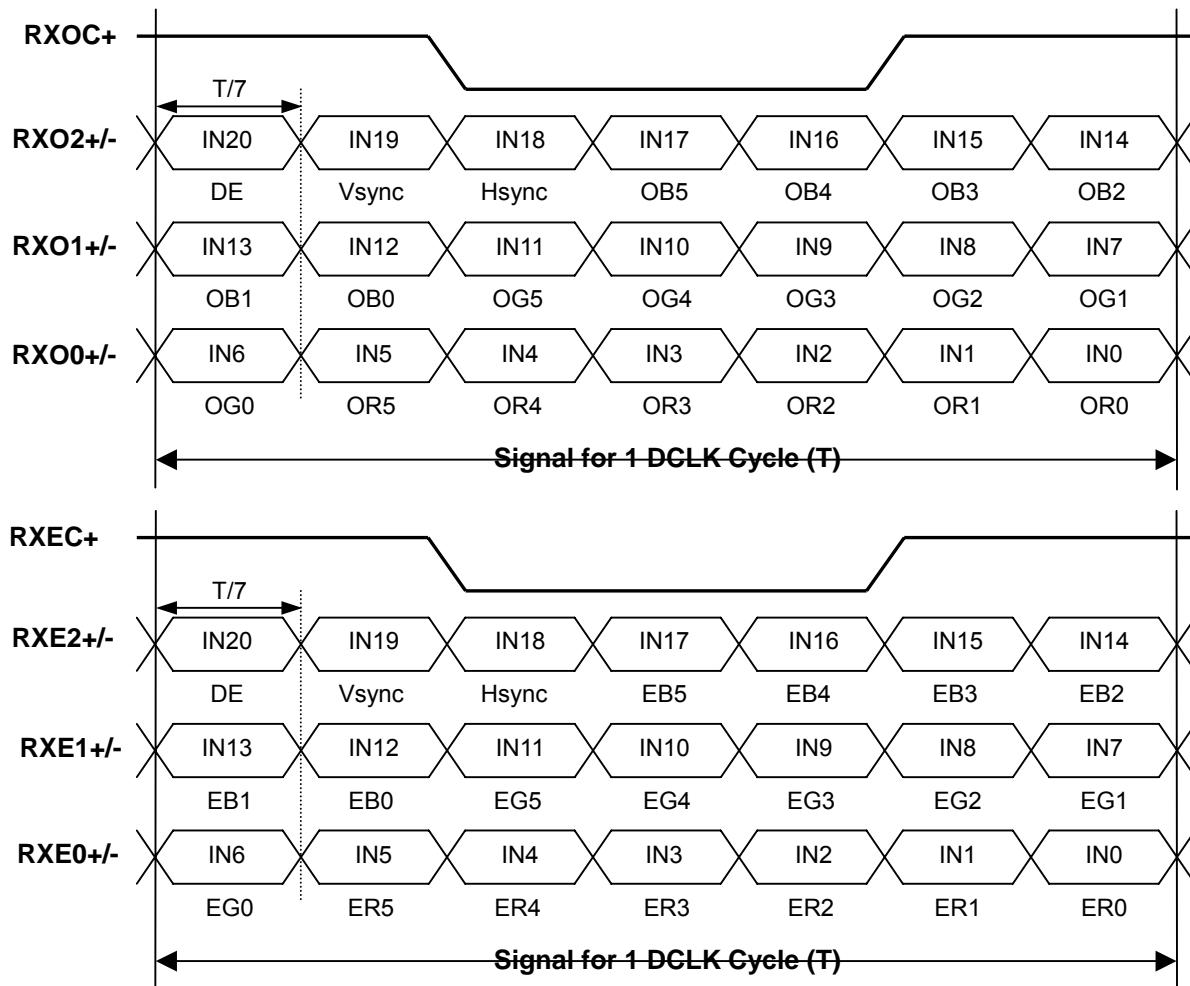 RXOC+
T/7
RXO2+/- IN20 IN19 IN18 IN17 IN16 IN15 IN14
DE Vsync Hsync OB5 OB4 OB3 OB2
RXO1+/- IN13 IN12 IN11 IN10 IN9 IN8 IN7
OB1 OB0 OG5 OG4 OG3 OG2 OG1
RXO0+/- IN6 IN5 IN4 IN3 IN2 IN1 IN0
OG0 OR5 OR4 OR3 OR2 OR1 OR0
Signal for 1 DCLK Cycle (T)
RXEC+
T/7
RXE2+/- IN20 IN19 IN18 IN17 IN16 IN15 IN14
DE Vsync Hsync EB5 EB4 EB3 EB2
RXE1+/- IN13 IN12 IN11 IN10 IN9 IN8 IN7
EB1 EB0 EG5 EG4 EG3 EG2 EG1
RXE0+/- IN6 IN5 IN4 IN3 IN2 IN1 IN0
EG0 ER5 ER4 ER3 ER2 ER1 ER0
Signal for 1 DCLK Cycle (T)